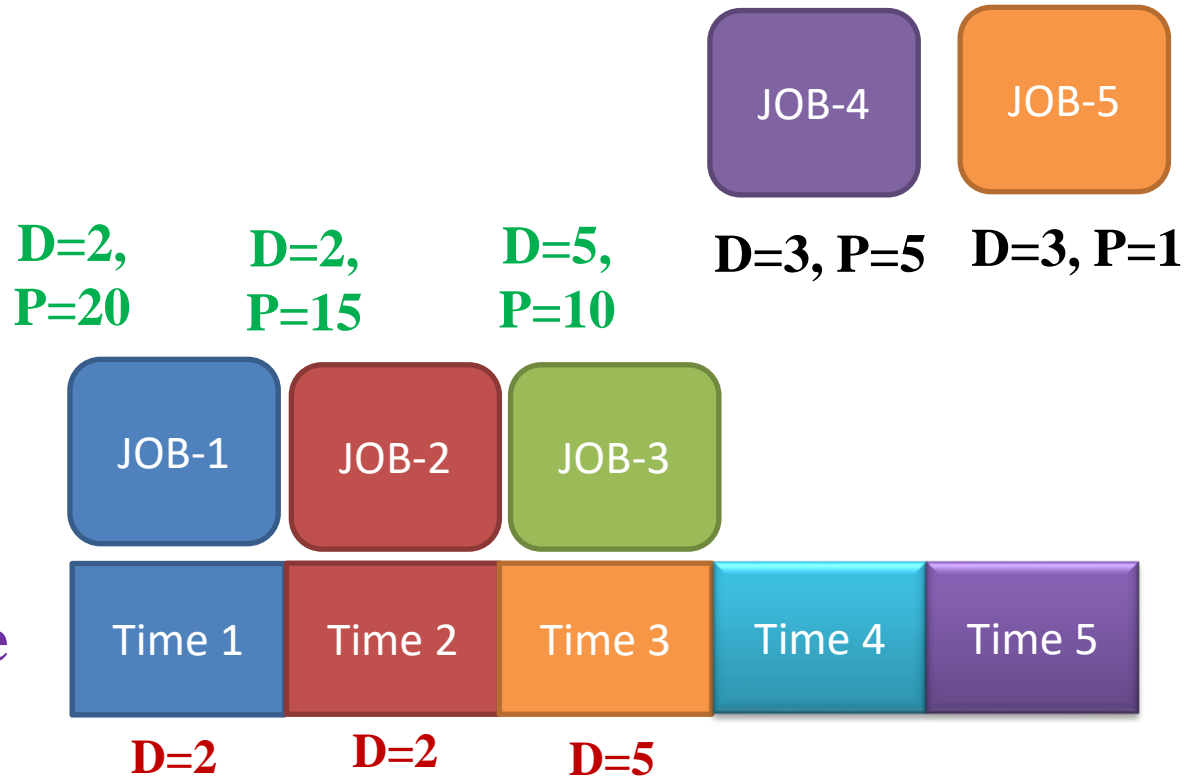 JOB-4 JOB-5
D=3, P=5 D=3, P=1
D=2, D=2, D=5,
P=20 P=15 P=10
JOB-1 JOB-2 JOB-3
e Time 1 Time 2 Time 3 Time 4 Time 5
D=2 D=2 D=5